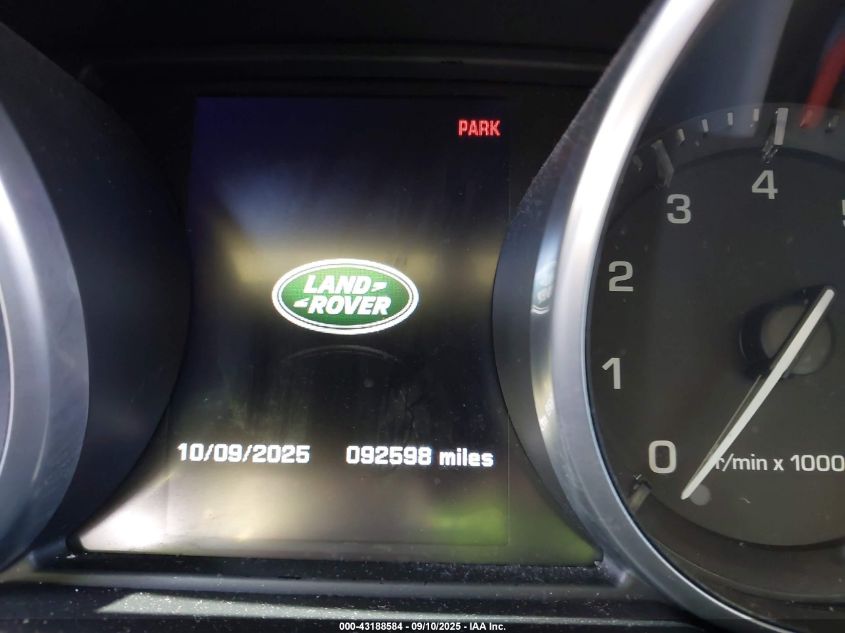 PARK
LAND
ROVER
10/09/2025 092598 miles
0
1
2
3
4
r/min x 1000
000-43188584 — 09/10/2025 — IAA Inc.